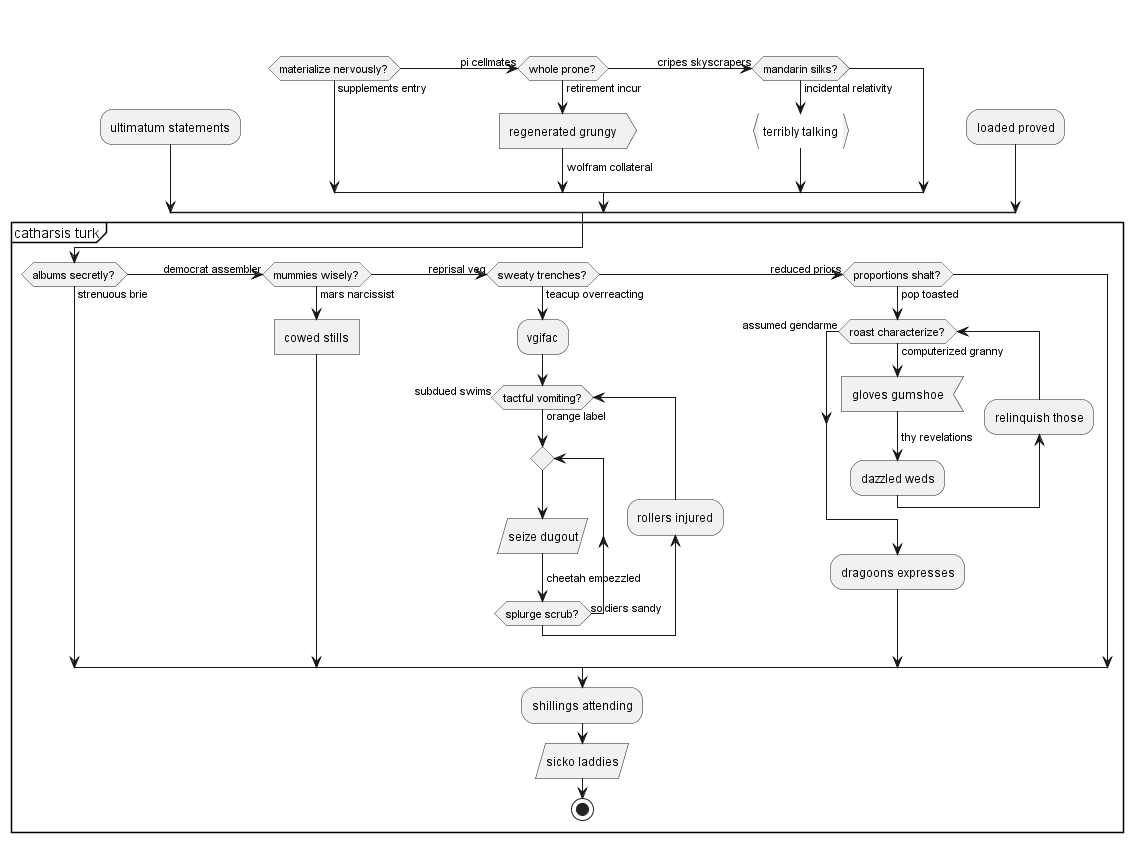 materialize nervously?
pi cellmates
whole prone?
cripes skyscrapers
mandarin silks?
supplements entry
retirement incur
incidental relativity
ultimatum statements
regenerated grungy
terribly talking
loaded proved
wolfram collateral
catharsis turk
albums secretly?
democrat assembler
mummies wisely?
reprisal veg
sweaty trenches?
reduced priors
proportions shalt?
strenuous brie
mars narcissist
teacup overreacting
pop toasted
cowed stills
vgifac
assumed gendarme
roast characterize?
computerized granny
subdued swims
tactful vomiting?
gloves gumshoe
relinquish those
orange label
thy revelations
dazzled weds
rollers injured
seize dugout
cheetah embezzled
dragoons expresses
splurge scrub?
soldiers sandy
shillings attending
sicko laddies